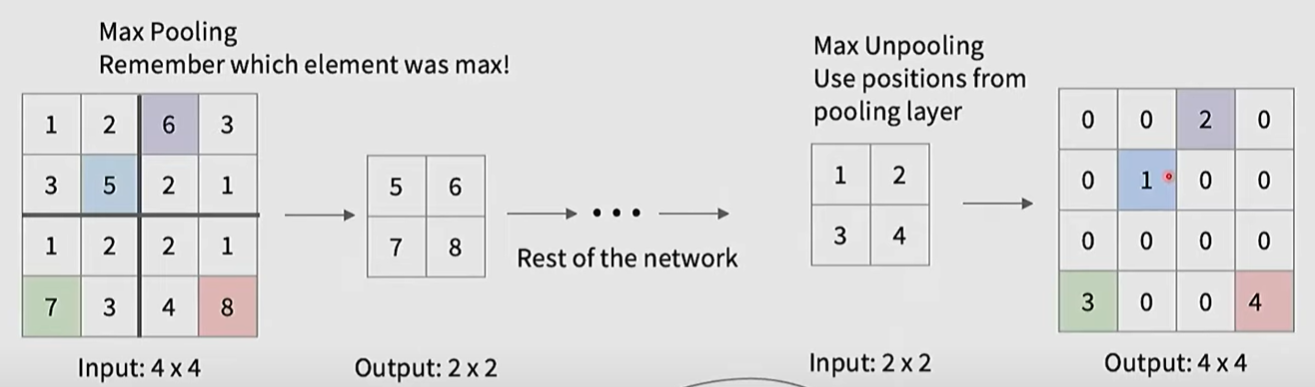 Max Pooling
Remember which element was max!
1 2 6 3
3 5 2 1
1 2 2 1
7 3 4 8
Input: 4 x 4
5 6
7 8
Output: 2 x 2
• • •
Rest of the network
Max Unpooling
Use positions from
pooling layer
1 2
3 4
Input: 2 x 2
0 0 2 0
0 1 0 0
0 0 0 0
3 0 0 4
Output: 4 x 4